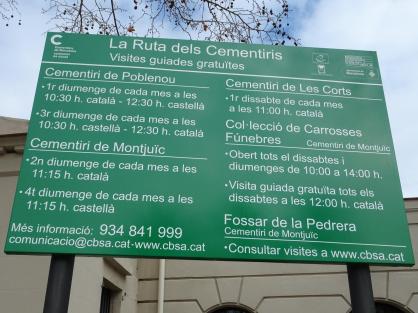 La Ruta dels Cementiris
Visites guiades gratuïtes
Cementiri de Poblenou
•1r diumenge de cada mes a les
10:30 h. català - 12:30 h. castellà
•3r diumenge de cada mes a les
10:30 h. castellà - 12:30 h. català
Cementiri de Montjuïc
•2n diumenge de cada mes a les
11:15 h. català
•4t diumenge de cada mes a les
11:15 h. castellà
Més informació: 934 841 999
comunicacio@cbsa.cat-www.cbsa.cat
Cementiri de Les Corts
•1r dissabte de cada mes a
les 11:00 h. català
Col·lecció de Carrosses
Fúnebres Cementiri de Montjuïc
•Obert tots el dissabtes i
diumenges de 10:00 a 14:00 h.
•Visita guiada gratuïta tots els
dissabtes a les 12:00 h. català
Fossar de la Pedrera
Cementiri de Montjuïc
•Consultar visites a www.cbsa.cat